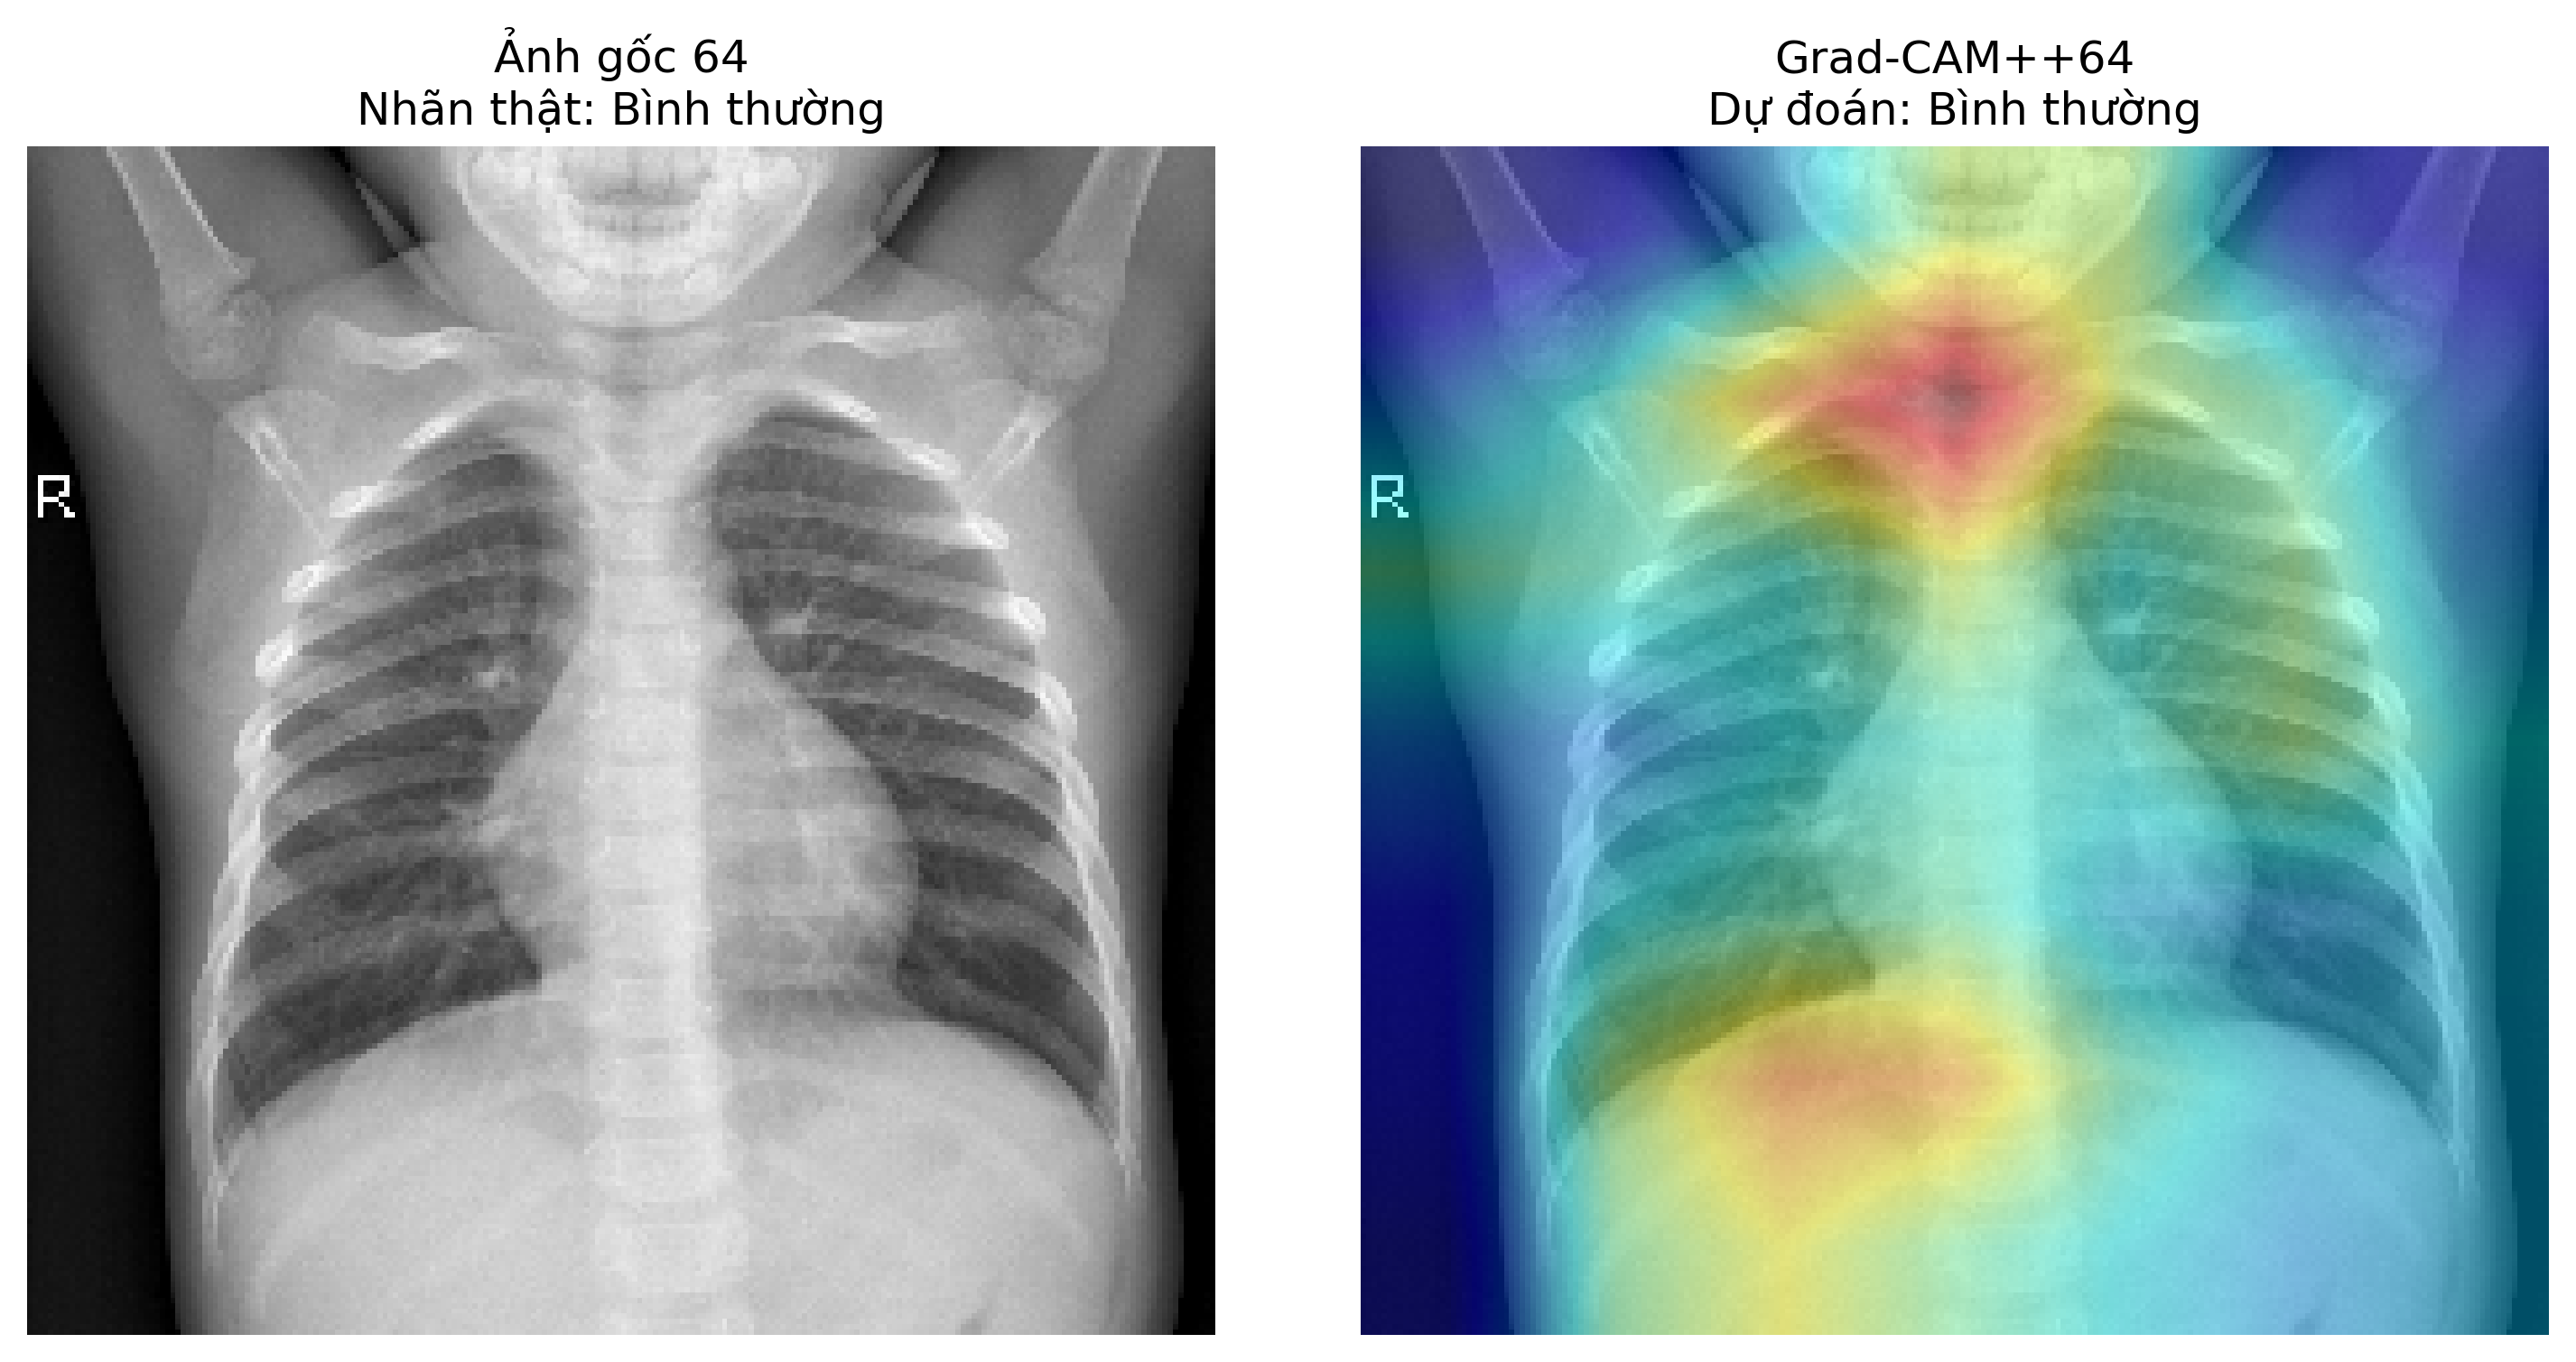 Ảnh gốc 64
Nhãn thật: Bình thường
Grad-CAM++64
Dự đoán: Bình thường
R
R